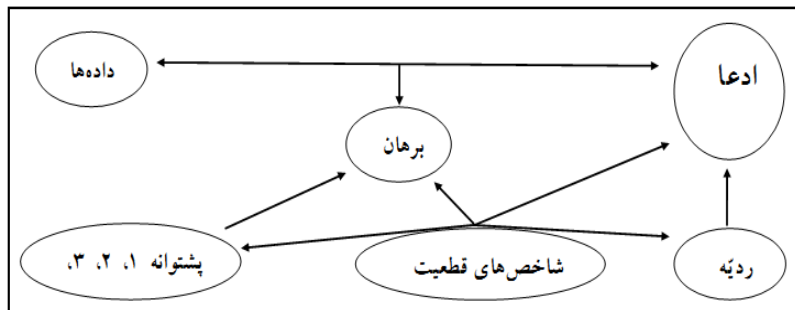 داده‌ها
ادعا
برهان
پشتوانه ۱، ۲، ۳،
شاخص‌های قطعیت
ردیّه